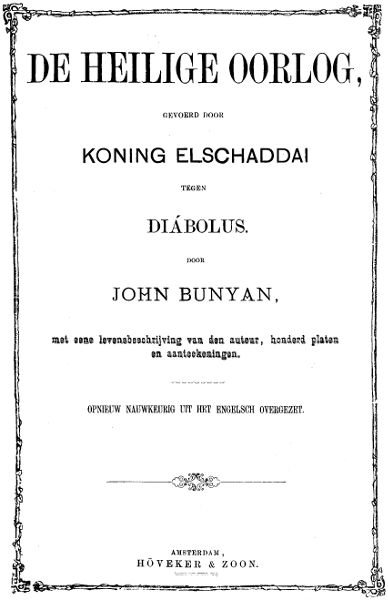 DE HEILIGE OORLOG,
GEVOERD DOOR
KONING ELSCHADDAI
TEGEN
DIÁBOLUS.
DOOR
JOHN BUNYAN,
met eene levensbeschrijving van den auteur, honderd platen
en aanteekeningen.
OPNIEUW NAUWKEURIG UIT HET ENGELSCH OVERGEZET.
AMSTERDAM,
HÖVEKER & ZOON.